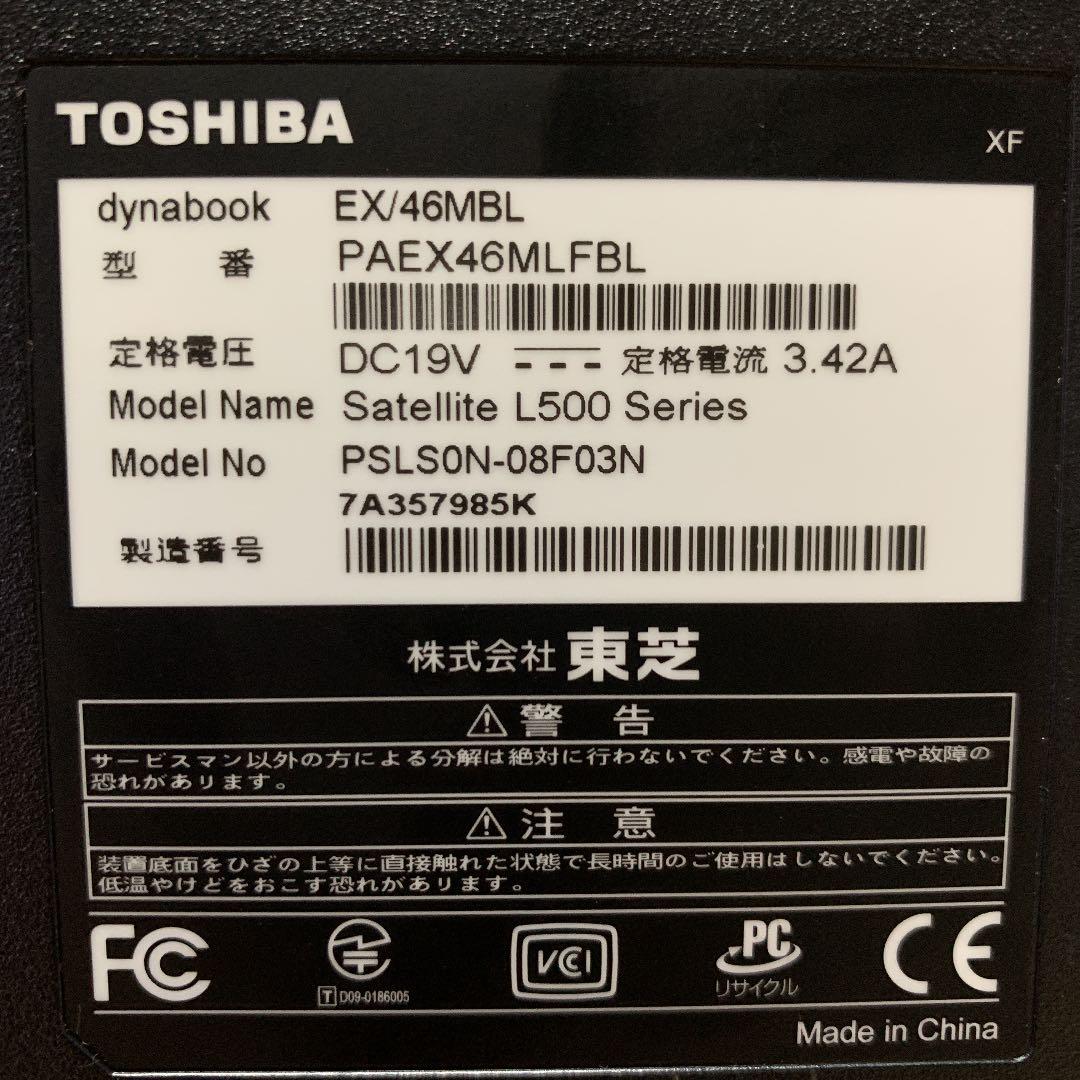 TOSHIBA
XF
dynabook EX/46MBL
型 番 PAEX46MLFBL
定格電圧 DC19V 定格電流 3.42A
Model Name Satellite L500 Series
Model No PSLS0N-08F03N
7A357985K
製造番号
株式会社 東芝
⚠警 告
サービスマン以外の方による分解は絶対に行わないでください。感電や故障の
恐れがあります。
⚠注 意
装置底面をひざの上等に直接触れた状態で長時間のご使用はしないでください。
低温やけどをおこす恐れがあります。
FC VCI PC CE
T D09-0186005 リサイクル
Made in China